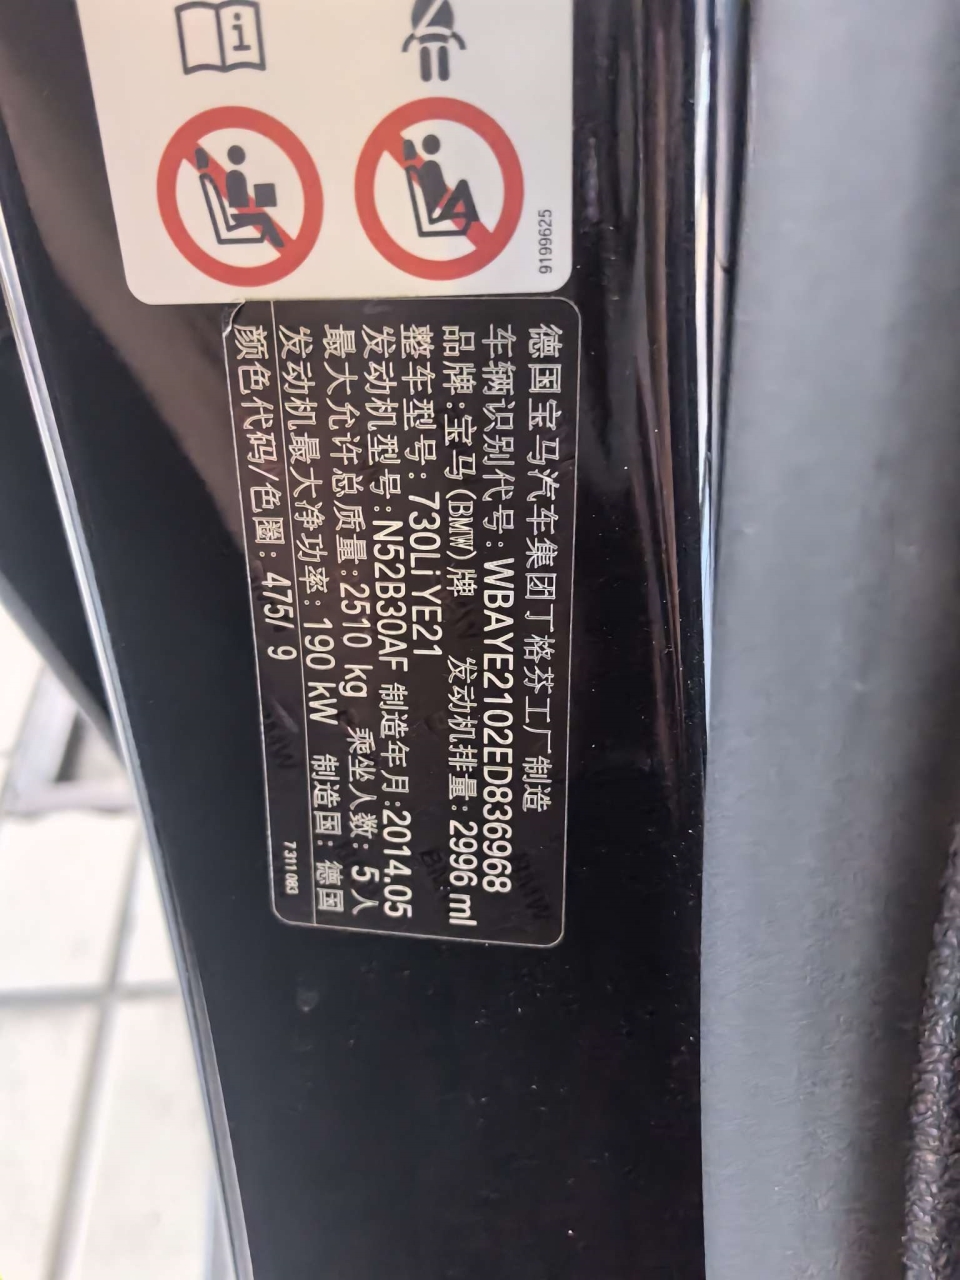 9199625
德国宝马汽车集团丁格芬工厂制造
车辆识别代号:WBAYE2102ED836968
品牌:宝马(BMW)牌 发动机排量:2996 ml
整车型号:730Li YE21
发动机型号:N52B30AF 制造年月:2014.05
最大允许总质量:2510 kg 乘坐人数: 5 人
发动机最大净功率:190 kW 制造国: 德国
颜色代码/色圈: 475/ 9
7 311 083